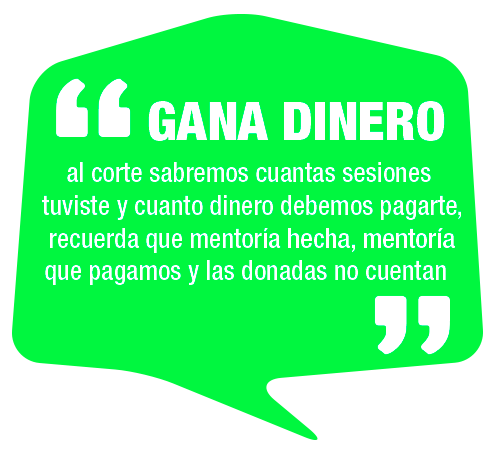 “ GANA DINERO
al corte sabremos cuantas sesiones
tuviste y cuanto dinero debemos pagarte,
recuerda que mentoría hecha, mentoría
que pagamos y las donadas no cuentan
”